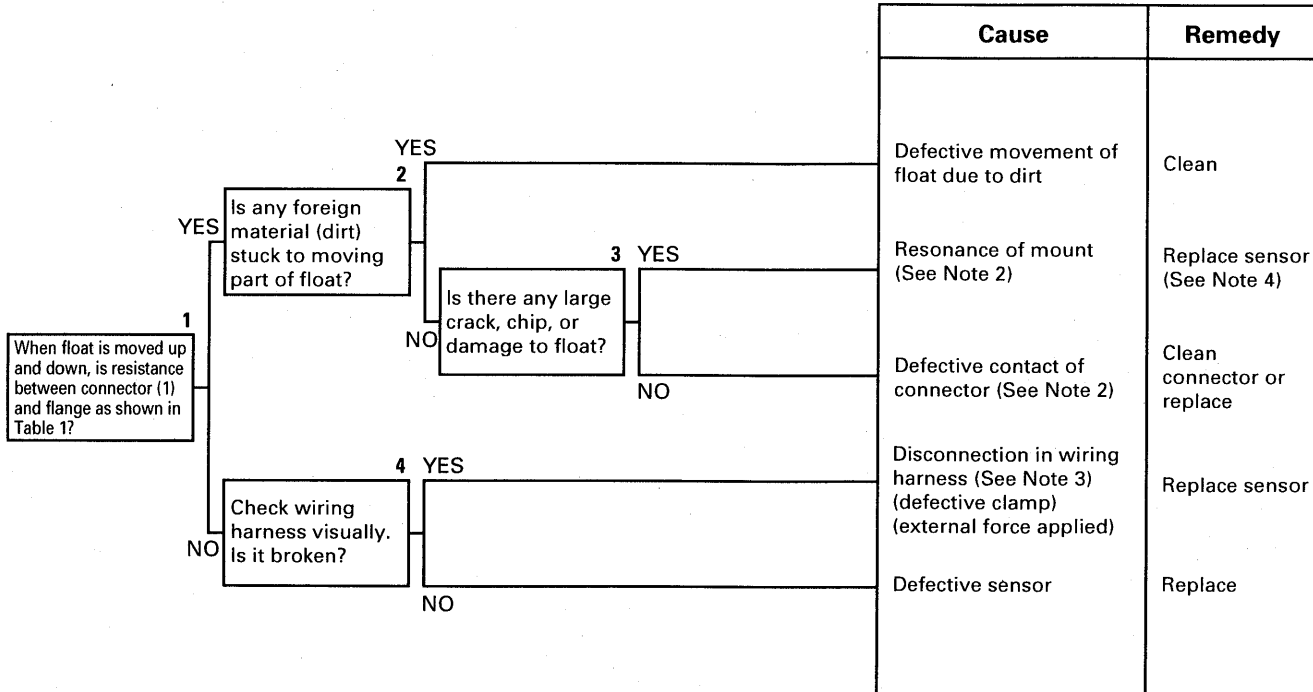 Cause
Remedy
YES
2
Defective movement of
float due to dirt
Clean
YES
Is any foreign
material (dirt)
stuck to moving
part of float?
3 YES
Resonance of mount
(See Note 2)
Replace sensor
(See Note 4)
1
NO
Is there any large
crack, chip, or
damage to float?
When float is moved up
and down, is resistance
between connector (1)
and flange as shown in
Table 1?
NO
Defective contact of
connector (See Note 2)
Clean
connector or
replace
4 YES
Disconnection in wiring
harness (See Note 3)
(defective clamp)
(external force applied)
Replace sensor
NO
Check wiring
harness visually.
Is it broken?
NO
Defective sensor
Replace